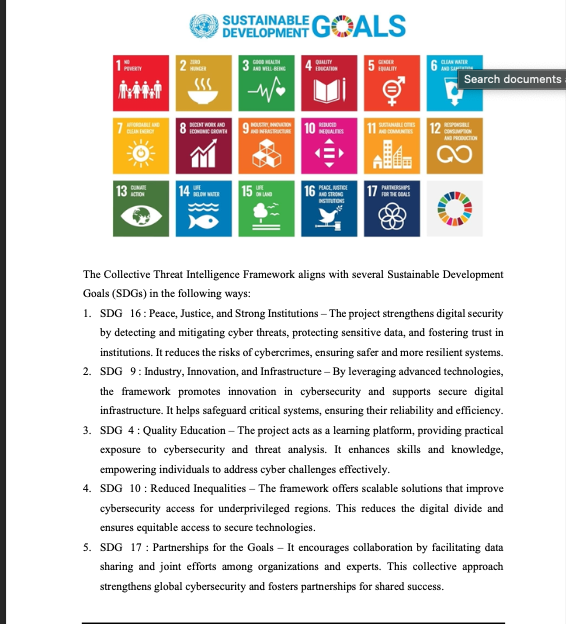 SUSTAINABLE
DEVELOPMENT GOALS
1 NO POVERTY
2 ZERO HUNGER
3 GOOD HEALTH AND WELL-BEING
4 QUALITY EDUCATION
5 GENDER EQUALITY
6 CLEAN WATER AND
Search documents
7 AFFORDABLE AND CLEAN ENERGY
8 DECENT WORK AND ECONOMIC GROWTH
9 INDUSTRY, INNOVATION AND INFRASTRUCTURE
10 REDUCED INEQUALITIES
11 SUSTAINABLE CITIES AND COMMUNITIES
12 RESPONSIBLE CONSUMPTION AND PRODUCTION
13 CLIMATE ACTION
14 LIFE BELOW WATER
15 LIFE ON LAND
16 PEACE, JUSTICE AND STRONG INSTITUTIONS
17 PARTNERSHIPS FOR THE GOALS
The Collective Threat Intelligence Framework aligns with several Sustainable Development
Goals (SDGs) in the following ways:
1. SDG 16 : Peace, Justice, and Strong Institutions – The project strengthens digital security
by detecting and mitigating cyber threats, protecting sensitive data, and fostering trust in
institutions. It reduces the risks of cybercrimes, ensuring safer and more resilient systems.
2. SDG 9 : Industry, Innovation, and Infrastructure – By leveraging advanced technologies,
the framework promotes innovation in cybersecurity and supports secure digital
infrastructure. It helps safeguard critical systems, ensuring their reliability and efficiency.
3. SDG 4 : Quality Education – The project acts as a learning platform, providing practical
exposure to cybersecurity and threat analysis. It enhances skills and knowledge,
empowering individuals to address cyber challenges effectively.
4. SDG 10 : Reduced Inequalities – The framework offers scalable solutions that improve
cybersecurity access for underprivileged regions. This reduces the digital divide and
ensures equitable access to secure technologies.
5. SDG 17 : Partnerships for the Goals – It encourages collaboration by facilitating data
sharing and joint efforts among organizations and experts. This collective approach
strengthens global cybersecurity and fosters partnerships for shared success.